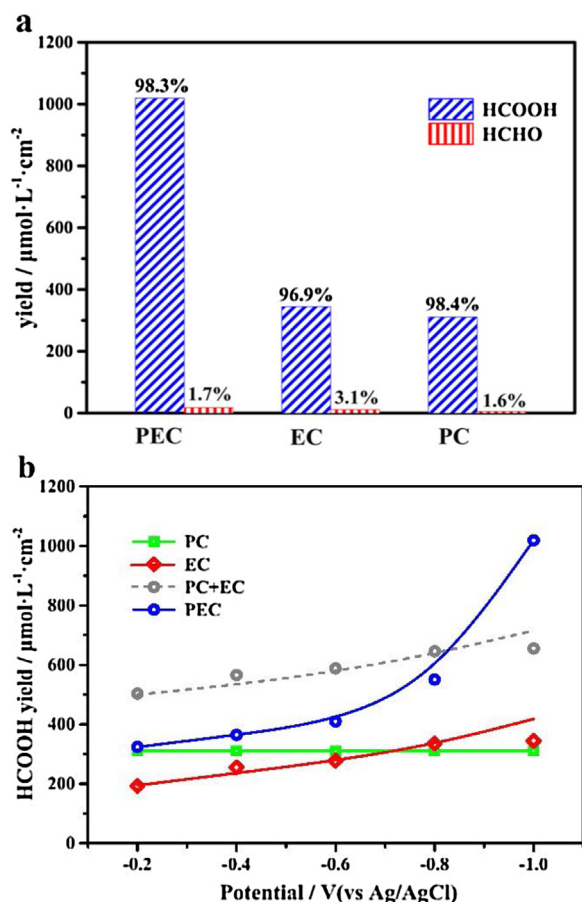 a
1200
1000
800
600
400
200
0
yield / μmol·L⁻¹·cm⁻²
98.3%
1.7%
96.9%
3.1%
98.4%
1.6%
HCOOH
HCHO
PEC EC PC
b
1200
1000
800
600
400
200
0
HCOOH yield / μmol·L⁻¹·cm⁻²
PC
EC
PC+EC
PEC
-0.2 -0.4 -0.6 -0.8 -1.0
Potential / V(vs Ag/AgCl)